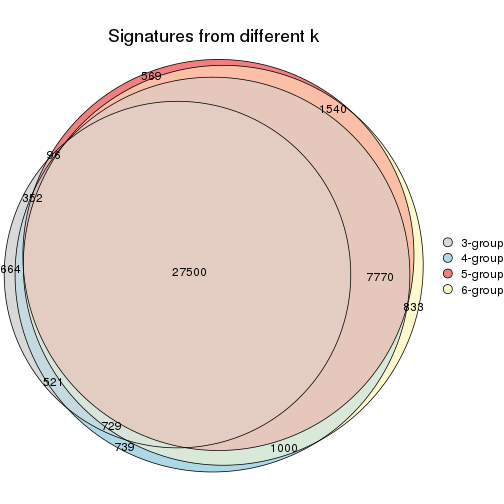 Signatures from different k
569
1540
96
352
664
27500
7770
833
521
729
739
1000
3-group
4-group
5-group
6-group